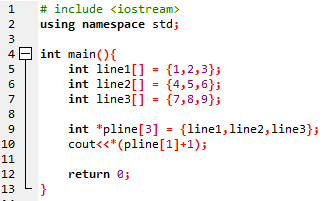 1 # include <iostream>
2 using namespace std;
3
4 int main(){
5 int line1[] = {1,2,3};
6 int line2[] = {4,5,6};
7 int line3[] = {7,8,9};
8
9 int *pline[3] = {line1,line2,line3};
10 cout<<*(pline[1]+1);
11
12 return 0;
13 }